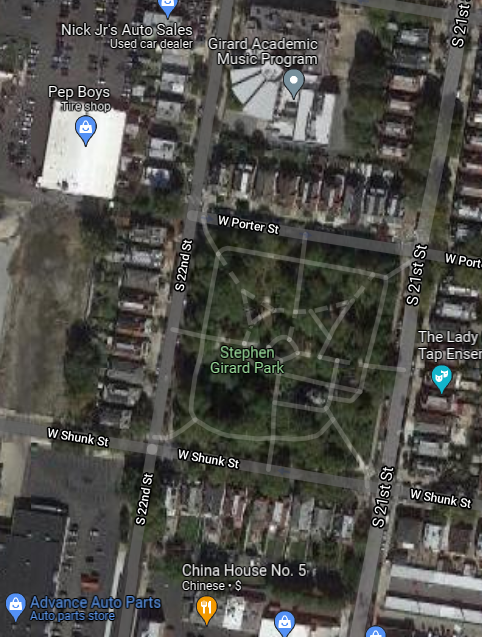 S 21st
Nick Jr's Auto Sales
Used car dealer
Girard Academic
Music Program
Pep Boys
Tire shop
W Porter St
W Port
S 22nd St
S 21st St
The Lady
Tap Enser
Stephen
Girard Park
W Shunk St
W Shunk St
S 22nd St
S 21st St
W Shunk St
China House No. 5
Chinese • $
Advance Auto Parts
Auto parts store